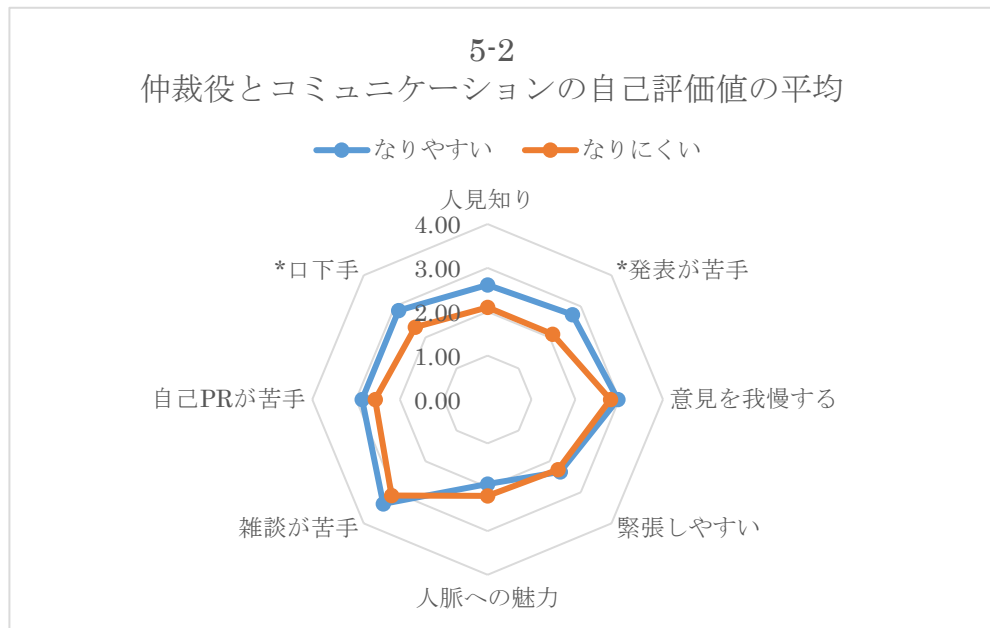 5-2
仲裁役とコミュニケーションの自己評価値の平均
なりやすい なりにくい
人見知り
4.00
*口下手 3.00 *発表が苦手
2.00
1.00
自己PRが苦手 0.00 意見を我慢する
雑談が苦手 緊張しやすい
人脈への魅力